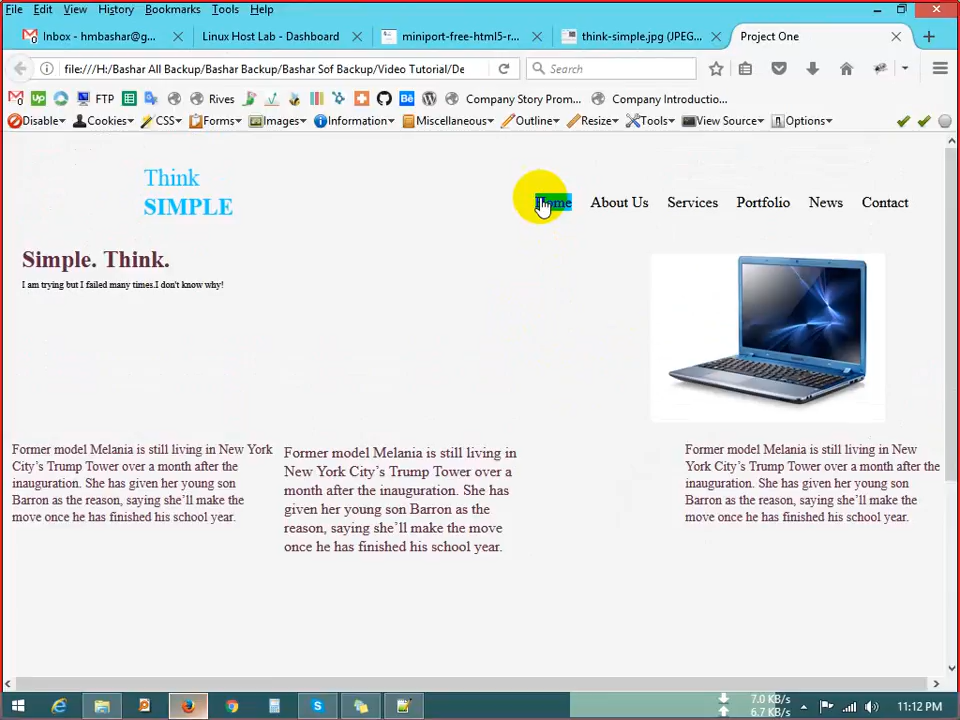 File Edit View History Bookmarks Tools Help
Inbox - hmbashar@g... Linux Host Lab - Dashboard miniport-free-html5-r... think-simple.jpg (JPEG... Project One
file:///H:/Bashar All Backup/Bashar Backup/Bashar Sof Backup/Video Tutorial/De Search
FTP Rives Company Story Prom... Company Introductio...
Disable Cookies CSS Forms Images Information Miscellaneous Outline Resize Tools View Source Options
Think
SIMPLE
Home About Us Services Portfolio News Contact
Simple. Think.
I am trying but I failed many times.I don't know why!
Former model Melania is still living in New York
City’s Trump Tower over a month after the
inauguration. She has given her young son
Barron as the reason, saying she’ll make the
move once he has finished his school year.
Former model Melania is still living in
New York City’s Trump Tower over a
month after the inauguration. She has
given her young son Barron as the
reason, saying she’ll make the move
once he has finished his school year.
Former model Melania is still living in New
York City’s Trump Tower over a month after the
inauguration. She has given her young son
Barron as the reason, saying she’ll make the
move once he has finished his school year.
7.0 KB/s
6.7 KB/s
11:12 PM